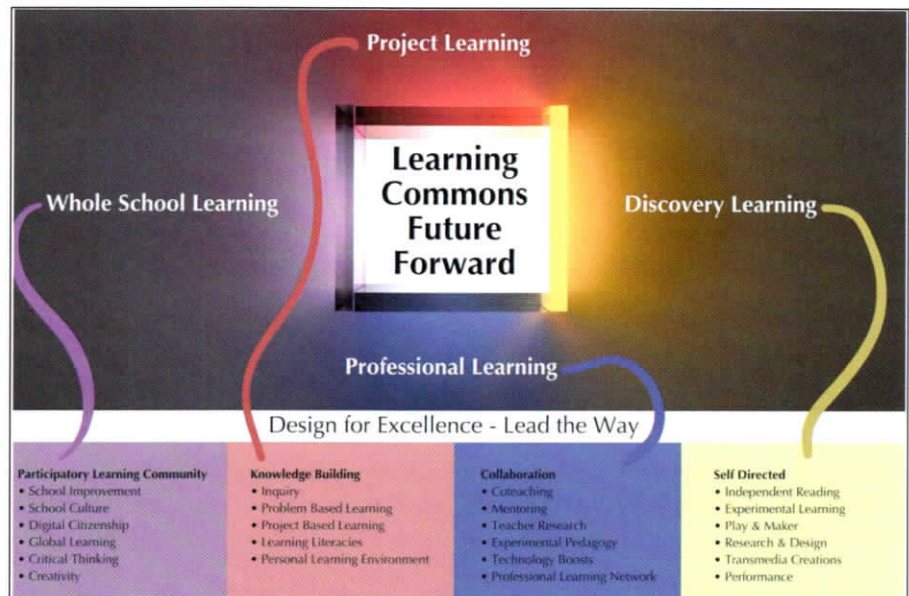 Project Learning
Learning
Commons
Future
Forward
Whole School Learning
Discovery Learning
Professional Learning
Design for Excellence - Lead the Way
Participatory Learning Community
• School Improvement
• School Culture
• Digital Citizenship
• Global Learning
• Critical Thinking
• Creativity
Knowledge Building
• Inquiry
• Problem Based Learning
• Project Based Learning
• Learning Literacies
• Personal Learning Environment
Collaboration
• Coteaching
• Mentoring
• Teacher Research
• Experimental Pedagogy
• Technology Boosts
• Professional Learning Network
Self Directed
• Independent Reading
• Experimental Learning
• Play & Maker
• Research & Design
• Transmedia Creations
• Performance